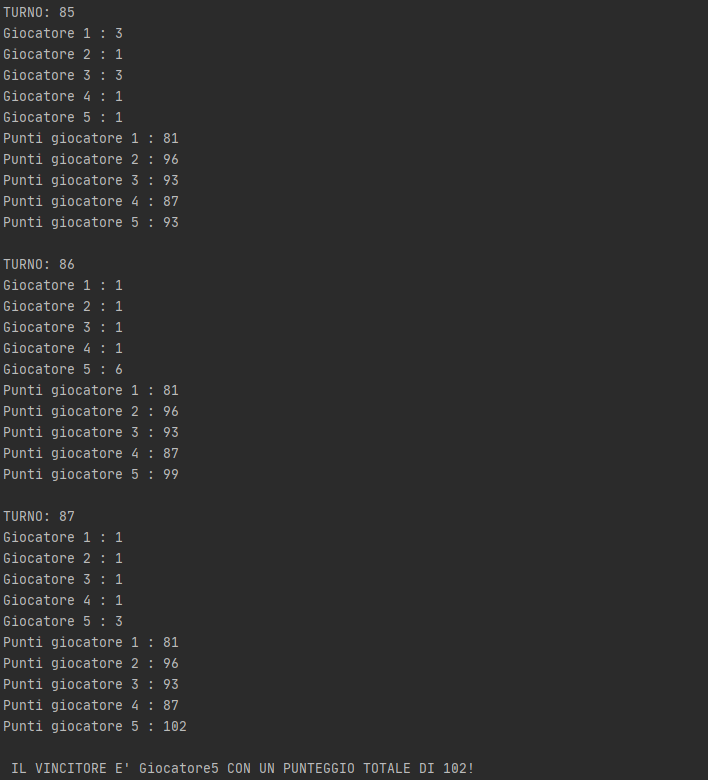 TURNO: 85
Giocatore 1 : 3
Giocatore 2 : 1
Giocatore 3 : 3
Giocatore 4 : 1
Giocatore 5 : 1
Punti giocatore 1 : 81
Punti giocatore 2 : 96
Punti giocatore 3 : 93
Punti giocatore 4 : 87
Punti giocatore 5 : 93

TURNO: 86
Giocatore 1 : 1
Giocatore 2 : 1
Giocatore 3 : 1
Giocatore 4 : 1
Giocatore 5 : 6
Punti giocatore 1 : 81
Punti giocatore 2 : 96
Punti giocatore 3 : 93
Punti giocatore 4 : 87
Punti giocatore 5 : 99

TURNO: 87
Giocatore 1 : 1
Giocatore 2 : 1
Giocatore 3 : 1
Giocatore 4 : 1
Giocatore 5 : 3
Punti giocatore 1 : 81
Punti giocatore 2 : 96
Punti giocatore 3 : 93
Punti giocatore 4 : 87
Punti giocatore 5 : 102

IL VINCITORE E' Giocatore5 CON UN PUNTEGGIO TOTALE DI 102!